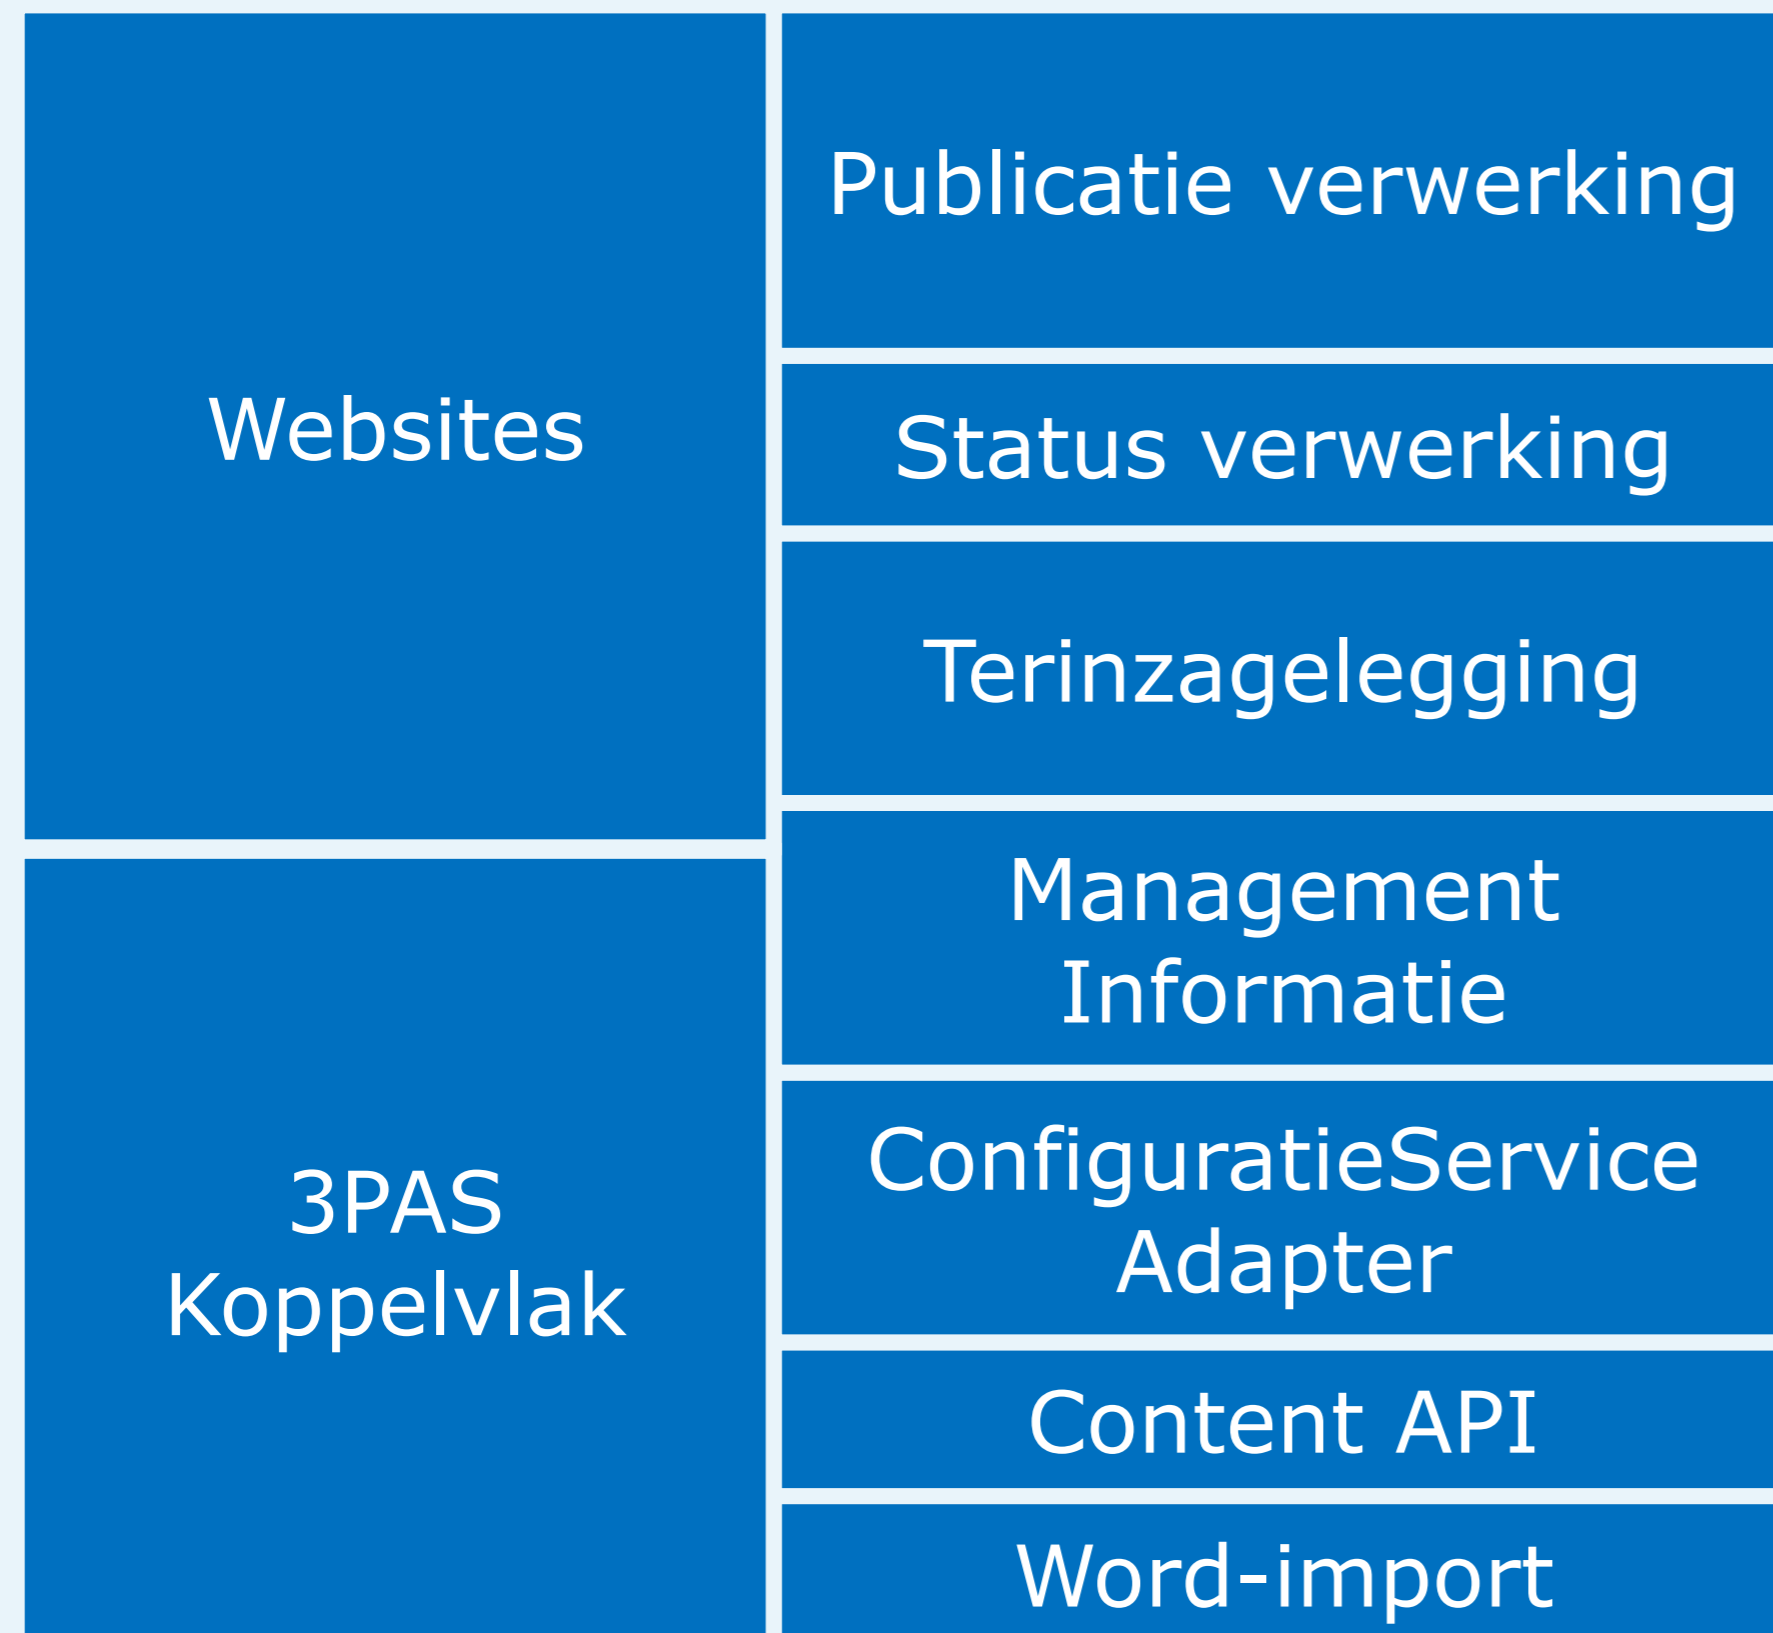 Websites
3PAS
Koppelvlak
Publicatie verwerking
Status verwerking
Terinzagelegging
Management
Informatie
ConfiguratieService
Adapter
Content API
Word-import